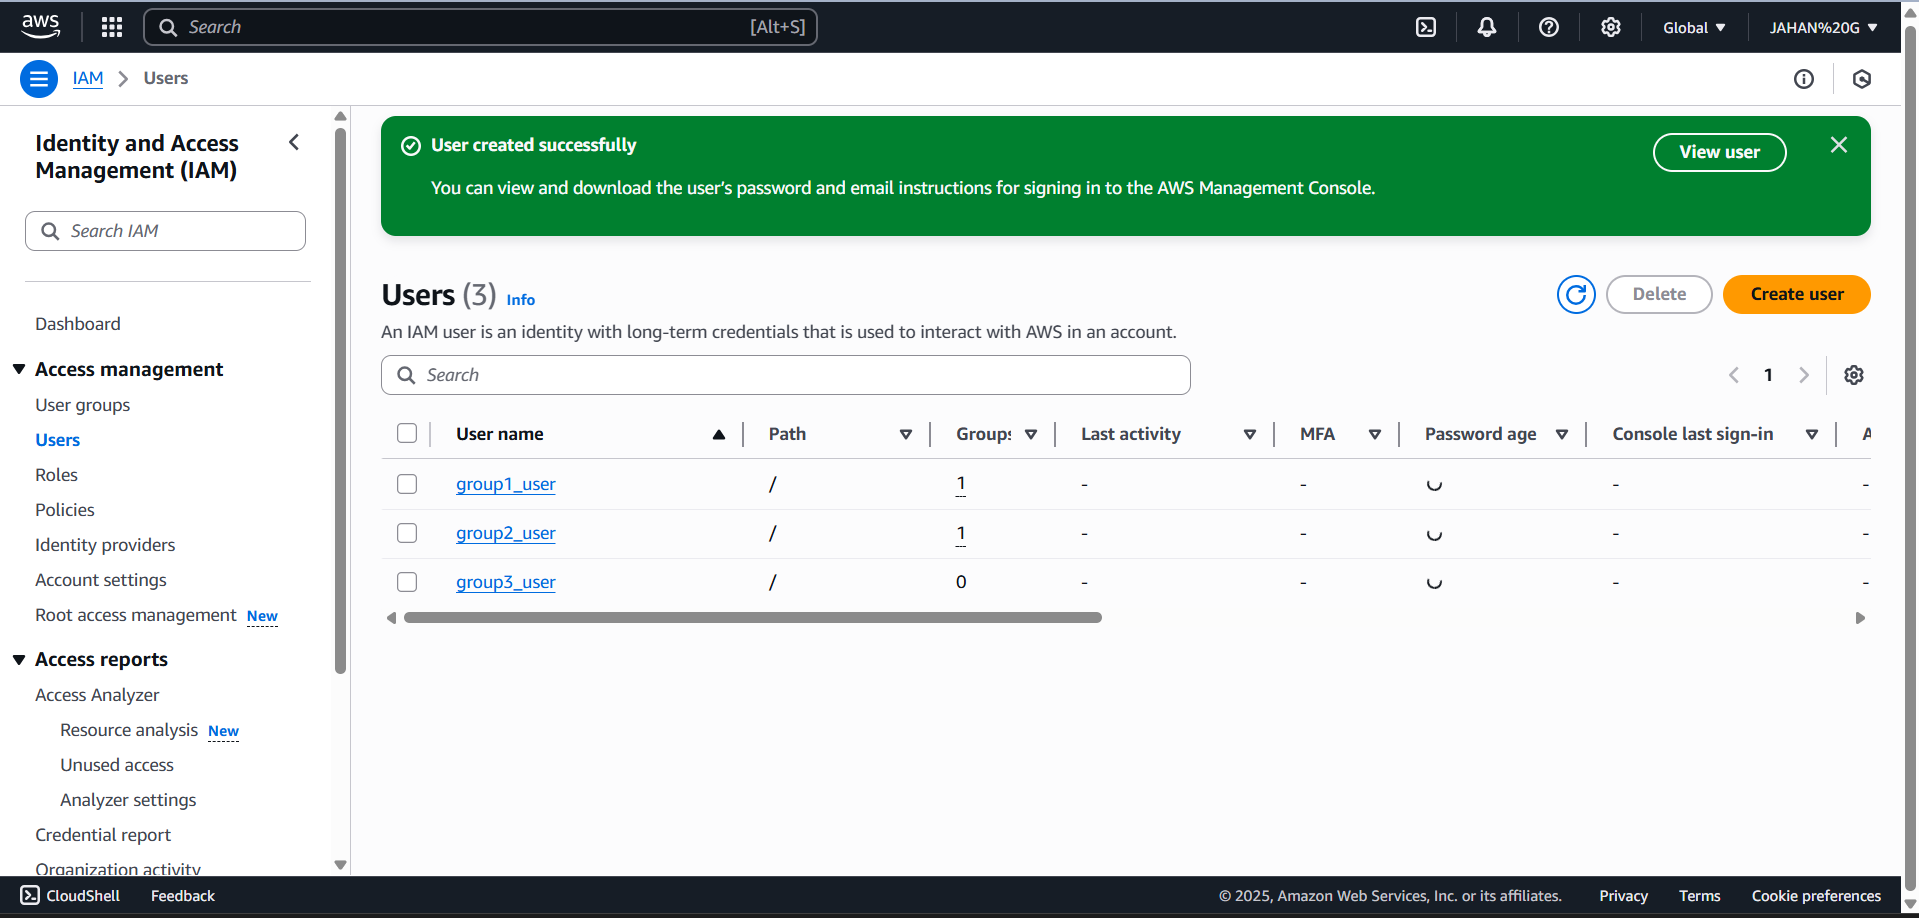 aws
Search [Alt+S]
Global ▼
JAHAN%20G ▼
IAM > Users
Identity and Access
Management (IAM)
Search IAM
Dashboard
Access management
User groups
Users
Roles
Policies
Identity providers
Account settings
Root access management New
Access reports
Access Analyzer
Resource analysis New
Unused access
Analyzer settings
Credential report
Organization activity
User created successfully
You can view and download the user's password and email instructions for signing in to the AWS Management Console.
View user
Users (3) Info
Delete
Create user
An IAM user is an identity with long-term credentials that is used to interact with AWS in an account.
Search
1
User name Path Groups Last activity MFA Password age Console last sign-in A
group1_user / 1 - - - -
group2_user / 1 - - - -
group3_user / 0 - - - -
CloudShell Feedback © 2025, Amazon Web Services, Inc. or its affiliates. Privacy Terms Cookie preferences